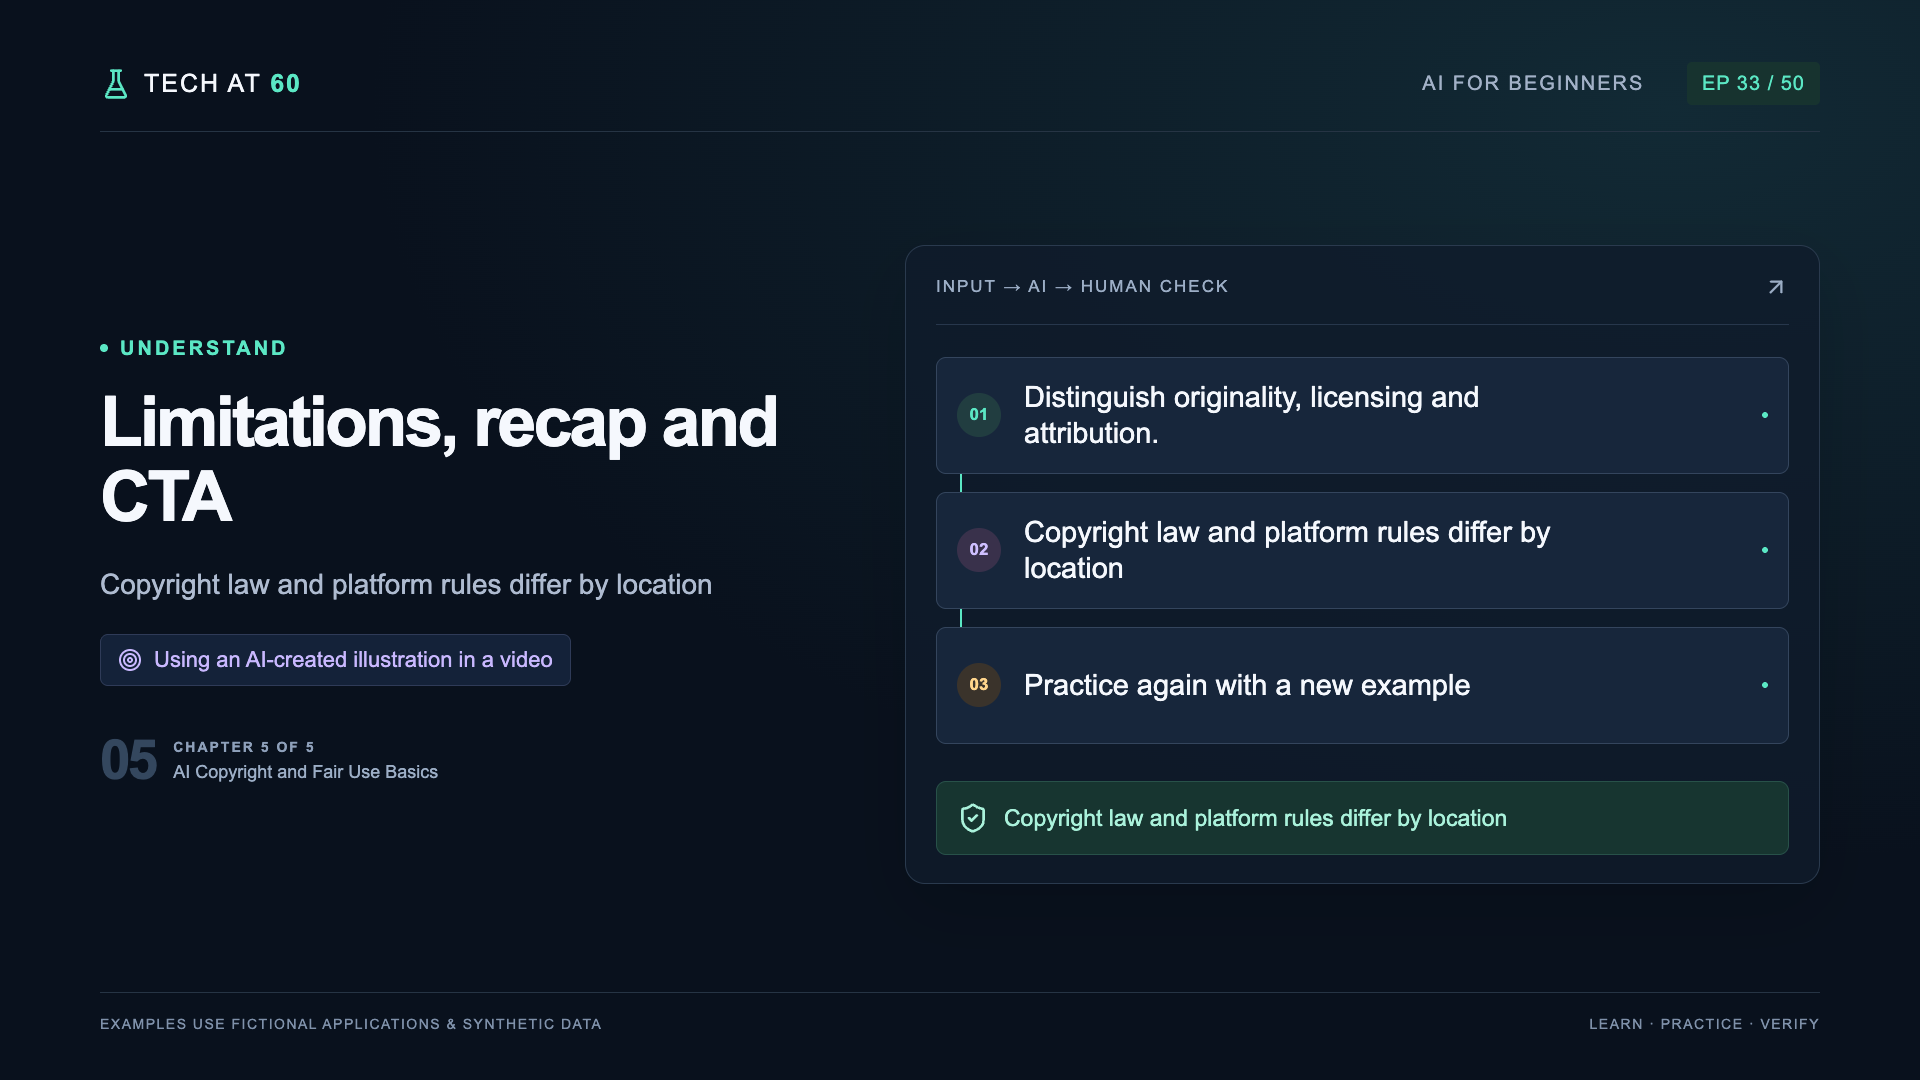 TECH AT 60
AI FOR BEGINNERS
EP 33 / 50
UNDERSTAND
Limitations, recap and
CTA
Copyright law and platform rules differ by location
Using an AI-created illustration in a video
05
CHAPTER 5 OF 5
AI Copyright and Fair Use Basics
INPUT → AI → HUMAN CHECK
01
Distinguish originality, licensing and
attribution.
02
Copyright law and platform rules differ by
location
03
Practice again with a new example
Copyright law and platform rules differ by location
EXAMPLES USE FICTIONAL APPLICATIONS & SYNTHETIC DATA
LEARN · PRACTICE · VERIFY